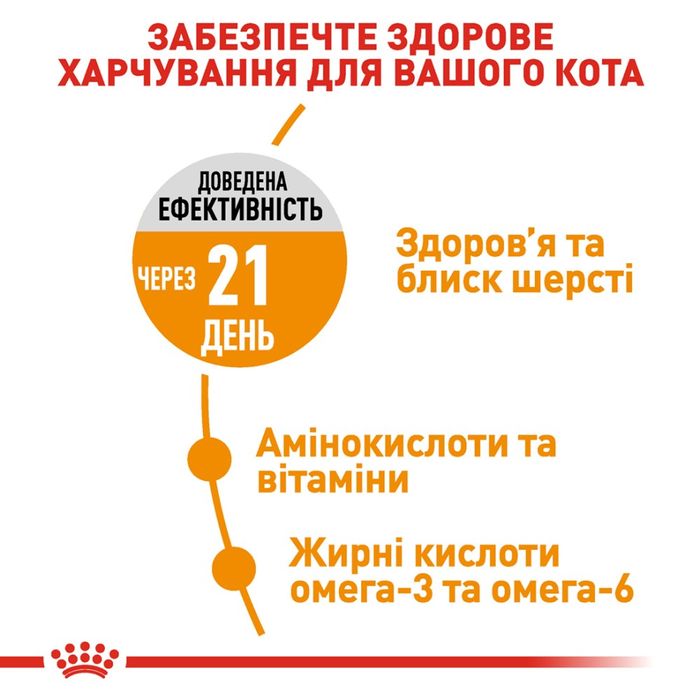 ЗАБЕЗПЕЧТЕ ЗДОРОВЕ
ХАРЧУВАННЯ ДЛЯ ВАШОГО КОТА
ДОВЕДЕНА
ЕФЕКТИВНІСТЬ
ЧЕРЕЗ 21
ДЕНЬ
Здоров’я та
блиск шерсті
Амінокислоти та
вітаміни
Жирні кислоти
омега-3 та омега-6